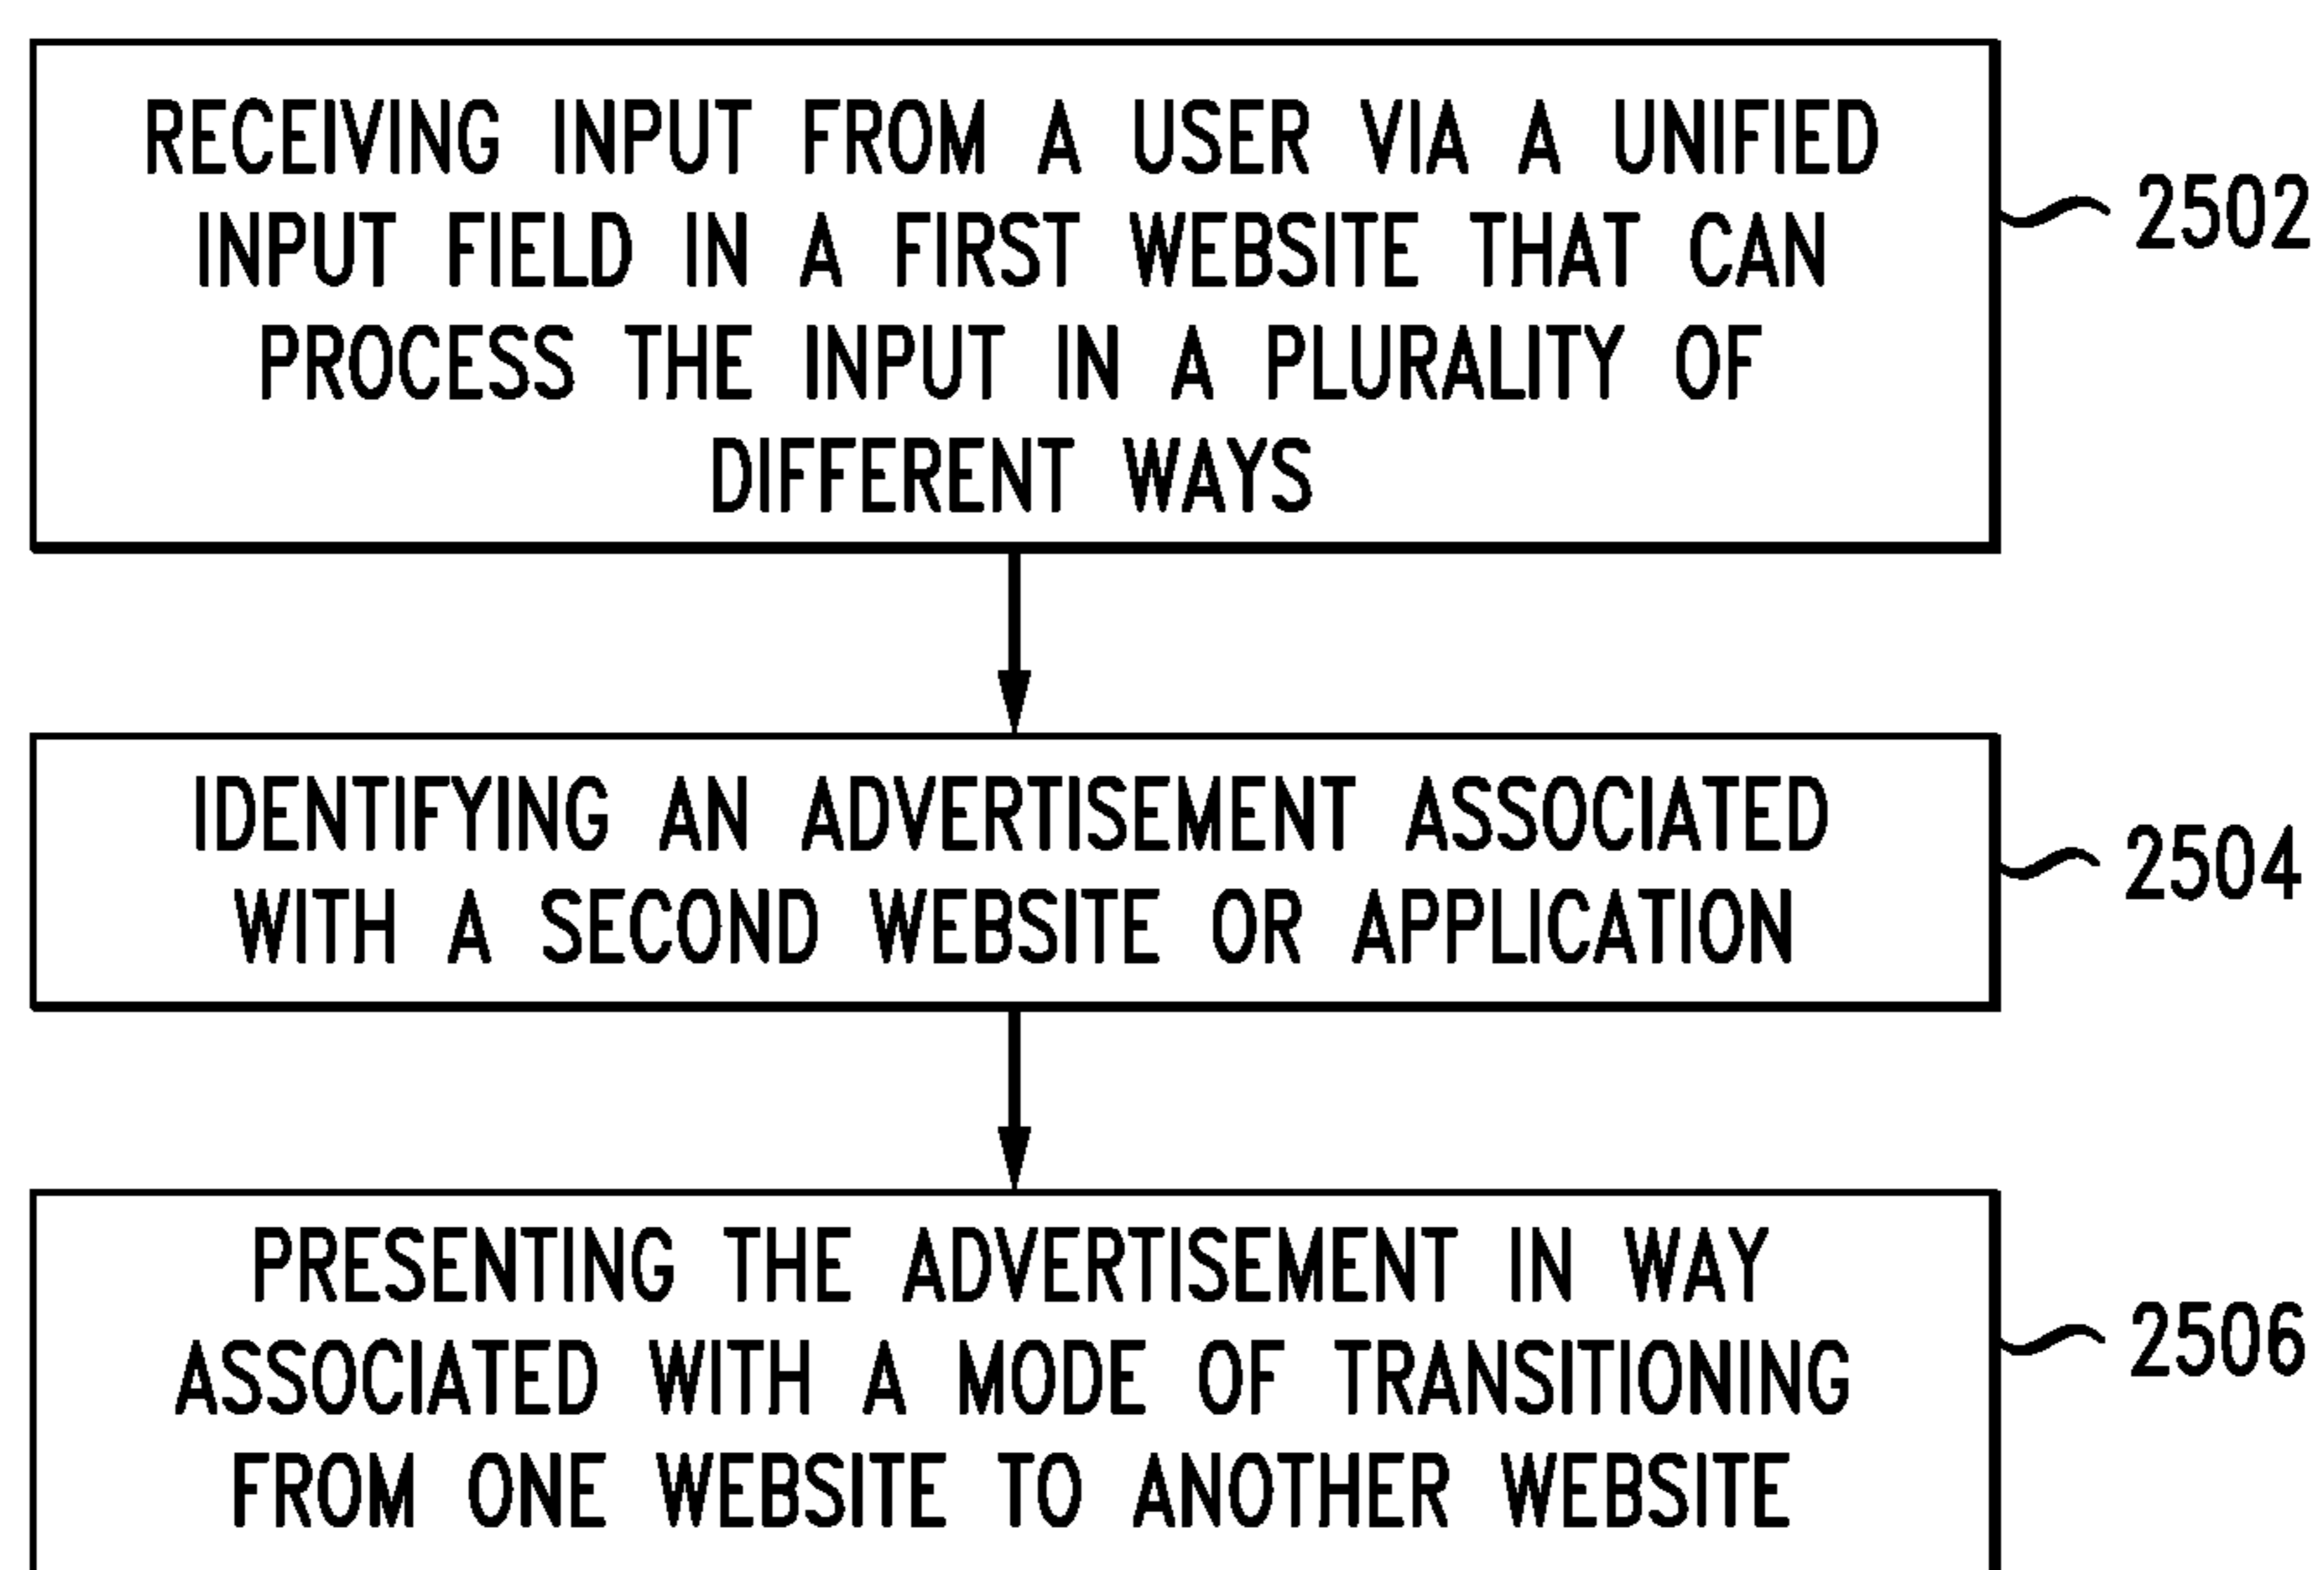 RECEIVING INPUT FROM A USER VIA A UNIFIED
INPUT FIELD IN A FIRST WEBSITE THAT CAN
PROCESS THE INPUT IN A PLURALITY OF
DIFFERENT WAYS
2502
IDENTIFYING AN ADVERTISEMENT ASSOCIATED
WITH A SECOND WEBSITE OR APPLICATION
2504
PRESENTING THE ADVERTISEMENT IN WAY
ASSOCIATED WITH A MODE OF TRANSITIONING
FROM ONE WEBSITE TO ANOTHER WEBSITE
2506